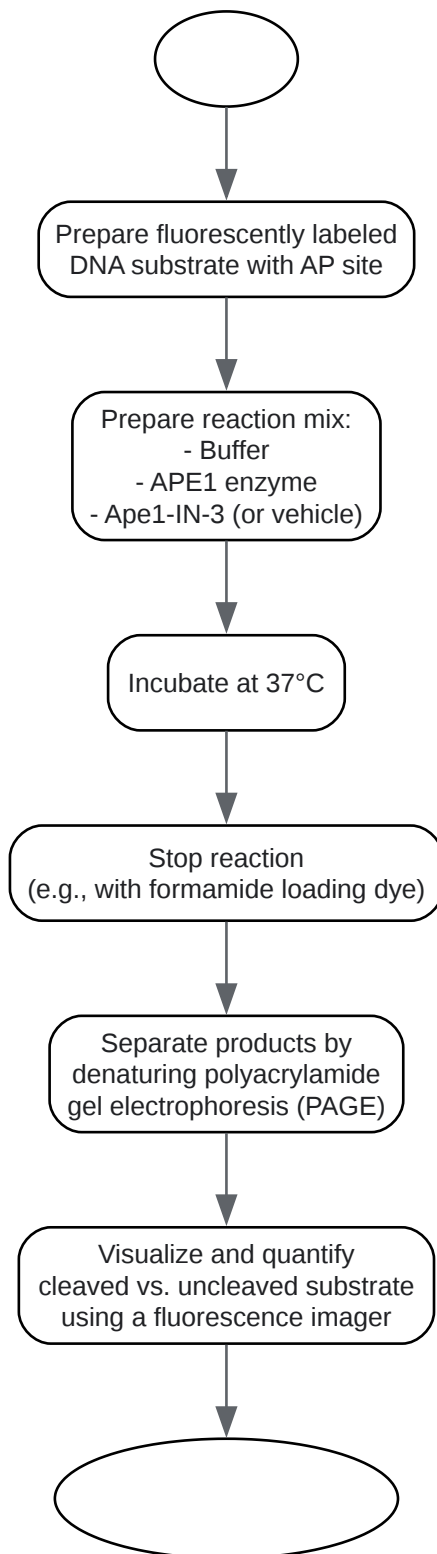 Prepare fluorescently labeled
DNA substrate with AP site
Prepare reaction mix:
- Buffer
- APE1 enzyme
- Ape1-IN-3 (or vehicle)
Incubate at 37°C
Stop reaction
(e.g., with formamide loading dye)
Separate products by
denaturing polyacrylamide
gel electrophoresis (PAGE)
Visualize and quantify
cleaved vs. uncleaved substrate
using a fluorescence imager